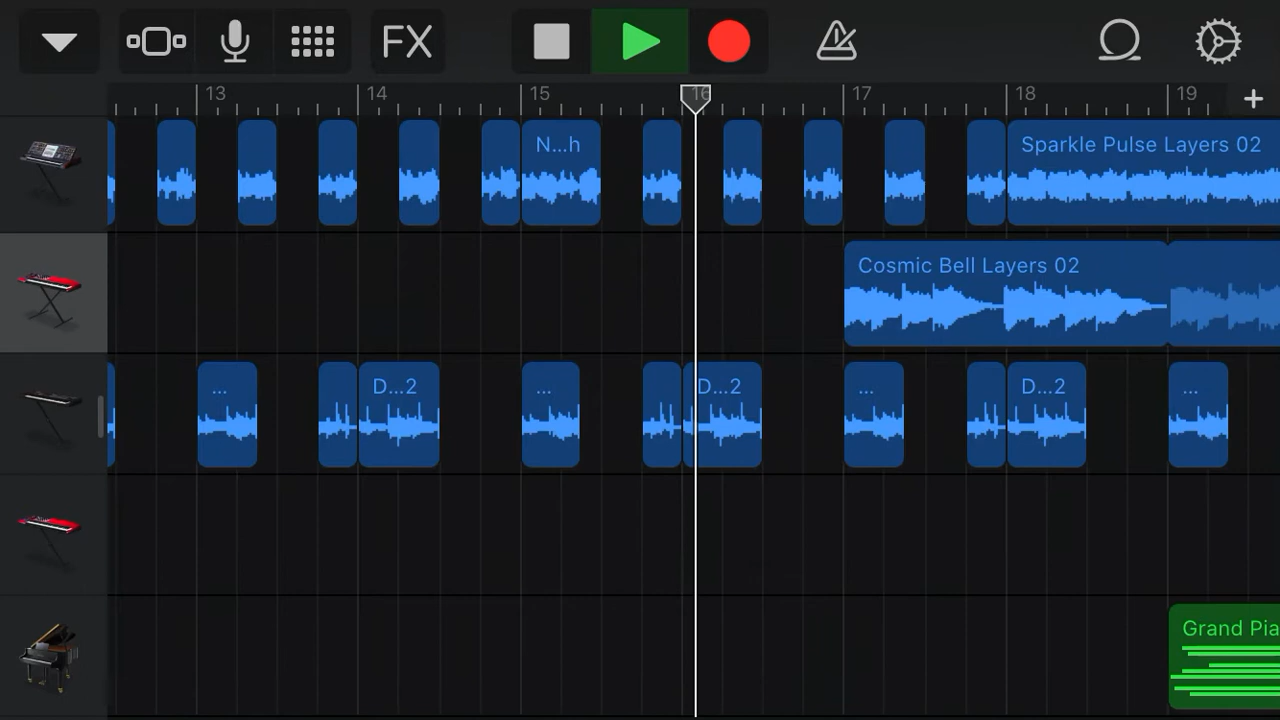 FX
13 14 15 16 17 18 19
N...h
Sparkle Pulse Layers 02
Cosmic Bell Layers 02
... D...2 ... D...2 ... D...2 ...
Grand Pia